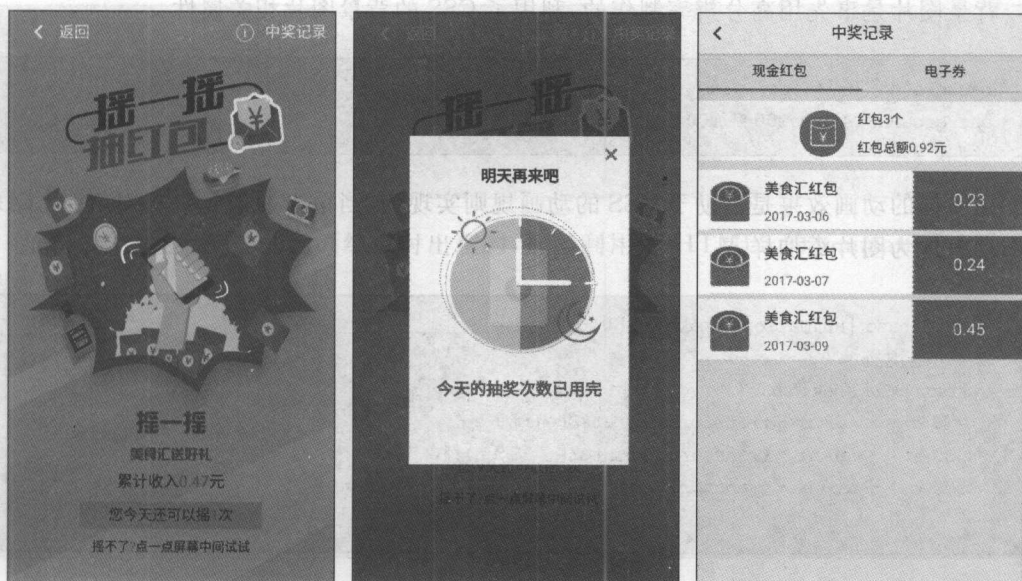 返回
中奖记录
摇一摇
抽红包
摇一摇
美食汇送好礼
累计收入0.47元
您今天还可以摇1次
摇不了?点一点屏幕中间试试
明天再来吧
今天的抽奖次数已用完
中奖记录
现金红包 电子券
红包3个
红包总额0.92元
美食汇红包
2017-03-06
0.23
美食汇红包
2017-03-07
0.24
美食汇红包
2017-03-09
0.45